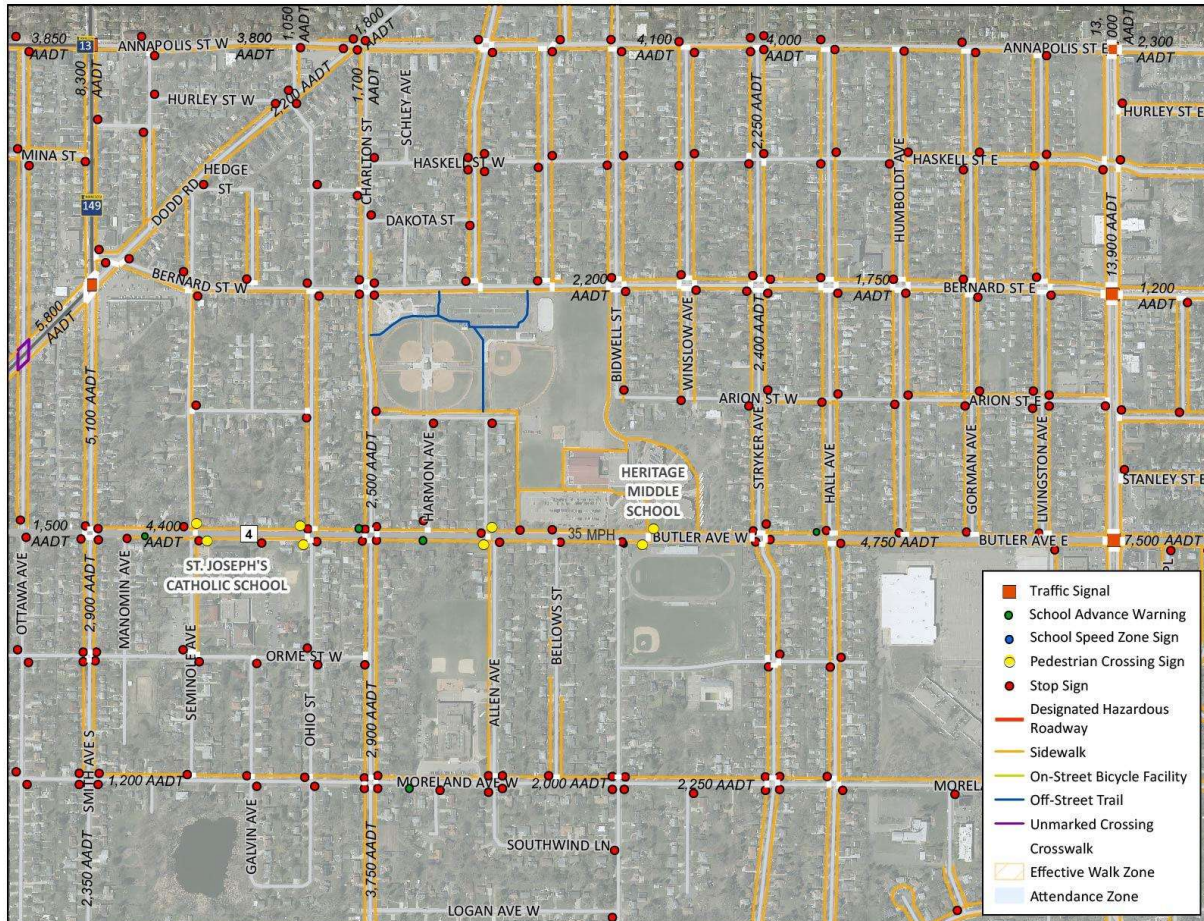 3,850
AADT
13
ANNAPOLIS ST W
3,800
AADT
1,050
AADT
1,800
AADT
4,100
AADT
4,000
AADT
ANNAPOLIS ST E
13,
000
AADT
2,300
AADT
8,300
AADT
HURLEY ST W
2,200 AADT
1,700
AADT
SCHLEY AVE
2,250 AADT
HURLEY ST E
MINA ST
HEDGE
ST
CHARLTON ST
HASKELL ST W
HUMBOLDT AVE
HASKELL ST E
149
DODD RD
DAKOTA ST
BERNARD ST W
2,200
AADT
1,750
AADT
BERNARD ST E
13,900 AADT
1,200
AADT
5,800
AADT
BIDWELL ST
WINSLOW AVE
2,400 AADT
5,100 AADT
ARION ST W
ARION ST E
2,500 AADT
HARMON AVE
STRYKER AVE
HALL AVE
GORMAN AVE
LIVINGSTON AVE
STANLEY ST E
HERITAGE
MIDDLE
SCHOOL
1,500
AADT
4,400
AADT
4
35 MPH
BUTLER AVE W
4,750 AADT
BUTLER AVE E
7,500 AADT
PL
OTTAWA AVE
2,900 AADT
MANOMIN AVE
ST. JOSEPH'S
CATHOLIC SCHOOL
SEMINOLE AVE
ORME ST W
OHIO ST
2,900 AADT
ALLEN AVE
BELLOWS ST
SMITH AVE S
1,200 AADT
MORELAND AVE W
2,000 AADT
2,250 AADT
MOREL
2,350 AADT
GALVIN AVE
3,750 AADT
SOUTHWIND LN
LOGAN AVE W
Traffic Signal
School Advance Warning
School Speed Zone Sign
Pedestrian Crossing Sign
Stop Sign
Designated Hazardous
Roadway
Sidewalk
On-Street Bicycle Facility
Off-Street Trail
Unmarked Crossing
Crosswalk
Effective Walk Zone
Attendance Zone